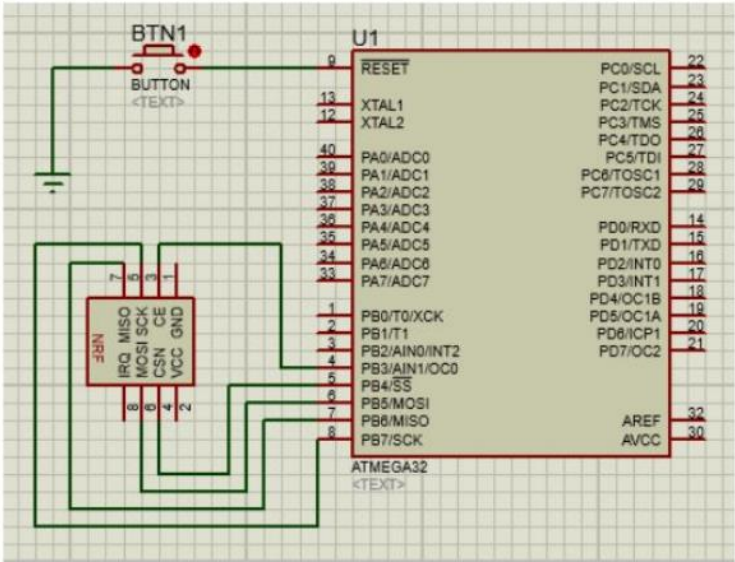 BTN1
BUTTON
<TEXT>
U1
9 RESET
13 XTAL1
12 XTAL2
40 PA0/ADC0
39 PA1/ADC1
38 PA2/ADC2
37 PA3/ADC3
36 PA4/ADC4
35 PA5/ADC5
34 PA6/ADC6
33 PA7/ADC7
1 PB0/T0/XCK
2 PB1/T1
3 PB2/AIN0/INT2
4 PB3/AIN1/OC0
5 PB4/SS
6 PB5/MOSI
7 PB6/MISO
8 PB7/SCK
PC0/SCL 22
PC1/SDA 23
PC2/TCK 24
PC3/TMS 25
PC4/TDO 26
PC5/TDI 27
PC6/TOSC1 28
PC7/TOSC2 29
PD0/RXD 14
PD1/TXD 15
PD2/INT0 16
PD3/INT1 17
PD4/OC1B 18
PD5/OC1A 19
PD6/ICP1 20
PD7/OC2 21
AREF 32
AVCC 30
ATMEGA32
<TEXT>
NRF
7 5 3 1
MISO SCK CE GND
IRQ MOSI CSN VCC
8 6 4 2